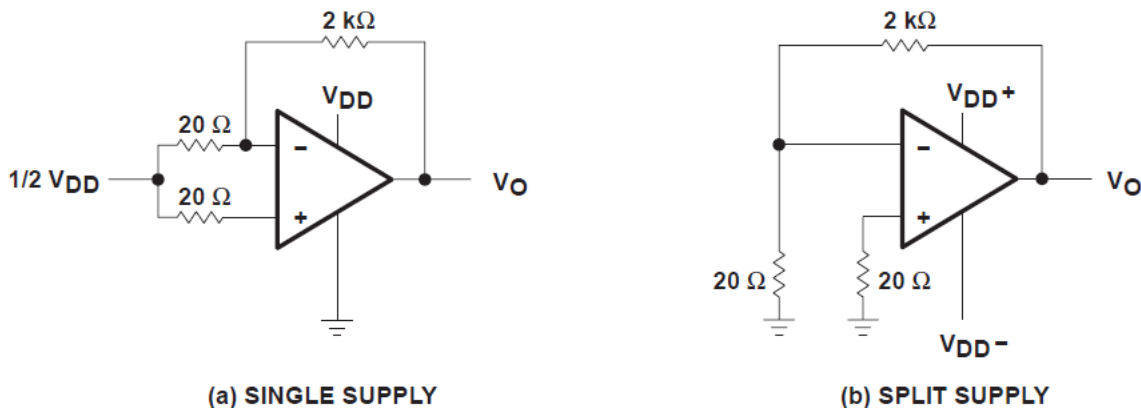 2 kΩ
VDD
20 Ω
−
1/2 VDD
VO
20 Ω
+
(a) SINGLE SUPPLY
2 kΩ
VDD+
−
VO
+
20 Ω
20 Ω
VDD−
(b) SPLIT SUPPLY